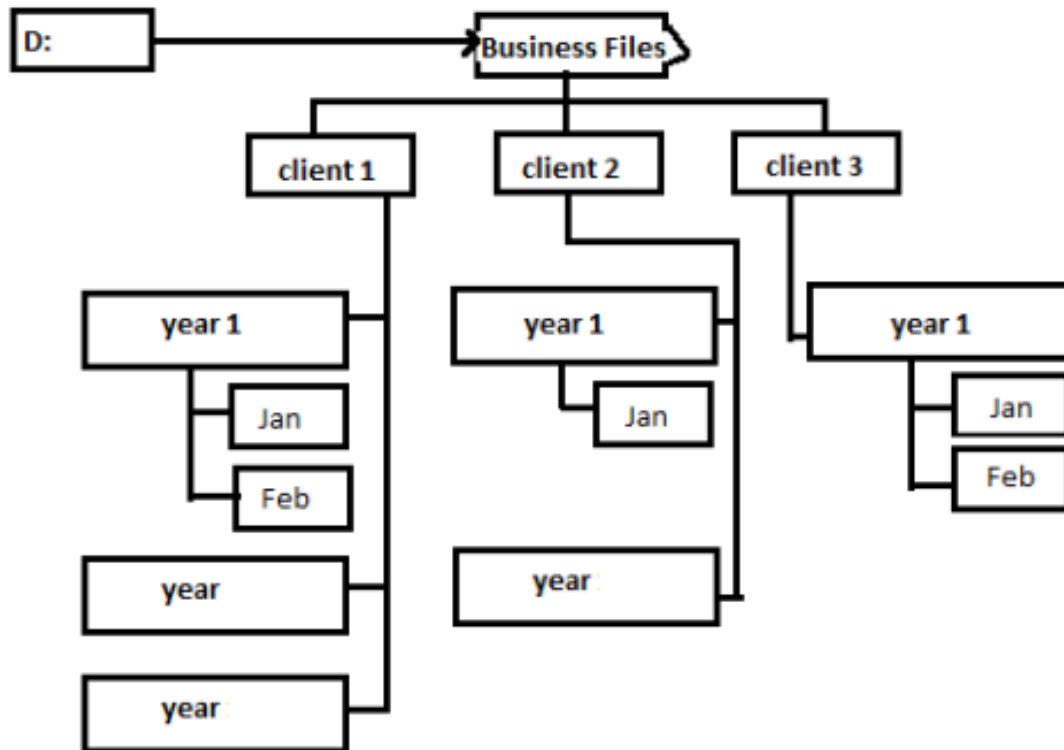 D:
Business Files
client 1
client 2
client 3
year 1
year 1
year 1
Jan
Jan
Jan
Feb
Feb
year
year
year